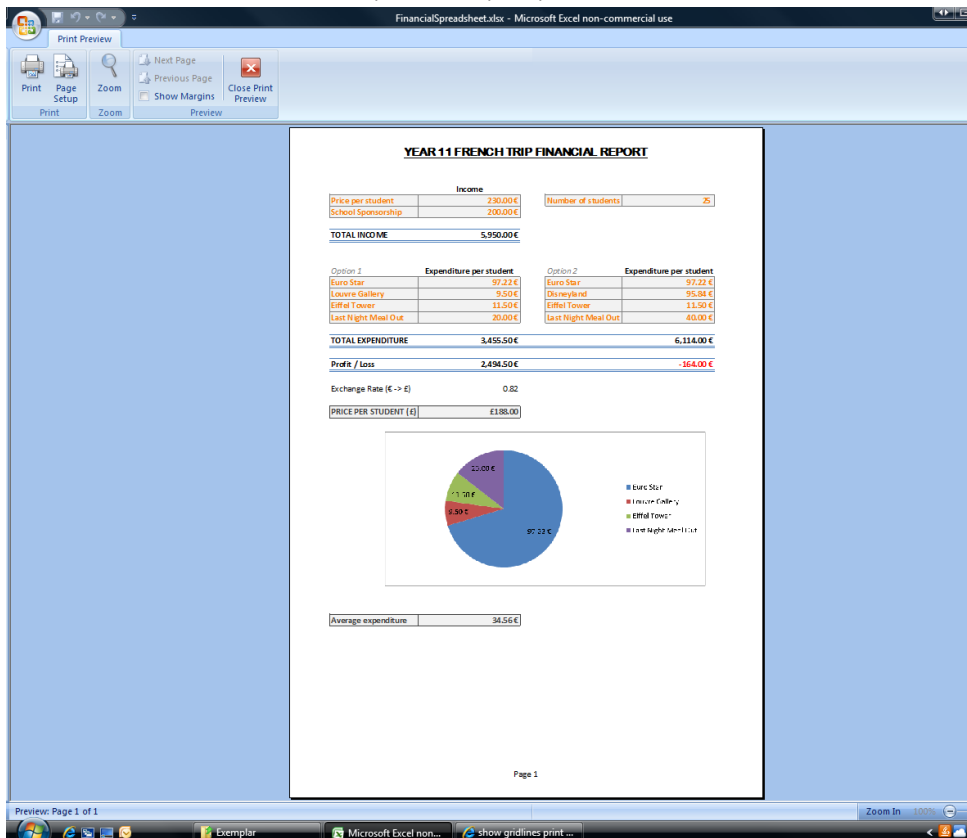 FinancialSpreadsheet.xlsx - Microsoft Excel non-commercial use
Print Preview
Print
Page Setup
Zoom
Next Page
Previous Page
Show Margins
Close Print Preview
Print Zoom Preview
YEAR 11 FRENCH TRIP FINANCIAL REPORT
Income
Price per student 230.00 € Number of students 25
School Sponsorship 200.00 €
TOTAL INCOME 5,950.00 €
Option 1 Expenditure per student Option 2 Expenditure per student
Euro Star 97.22 € Euro Star 97.22 €
Louvre Gallery 9.50 € Disneyland 95.84 €
Eiffel Tower 11.50 € Eiffel Tower 11.50 €
Last Night Meal Out 20.00 € Last Night Meal Out 40.00 €
TOTAL EXPENDITURE 3,455.50 € 6,114.00 €
Profit / Loss 2,494.50 € -164.00 €
Exchange Rate (€ -> £) 0.82
PRICE PER STUDENT (£) £188.00
20.00 €
11.50 €
9.50 €
97.22 €
Euro Star
Louvre Gallery
Eiffel Tower
Last Night Meal Out
Average expenditure 34.56 €
Page 1
Preview: Page 1 of 1 Zoom In 100%
Exemplar Microsoft Excel non... show gridlines print ...